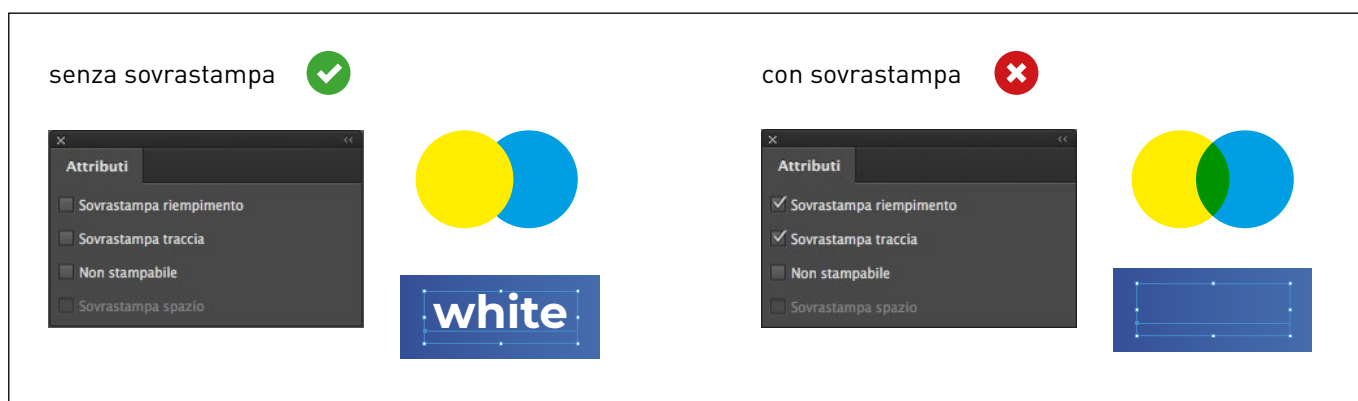 senza sovrastampa
Attributi
Sovrastampa riempimento
Sovrastampa traccia
Non stampabile
Sovrastampa spazio
white
con sovrastampa
Attributi
Sovrastampa riempimento
Sovrastampa traccia
Non stampabile
Sovrastampa spazio